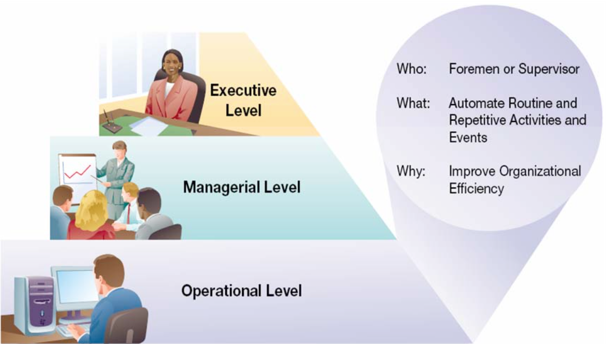 Executive
Level
Managerial Level
Operational Level
Who: Foremen or Supervisor
What: Automate Routine and
Repetitive Activities and
Events
Why: Improve Organizational
Efficiency